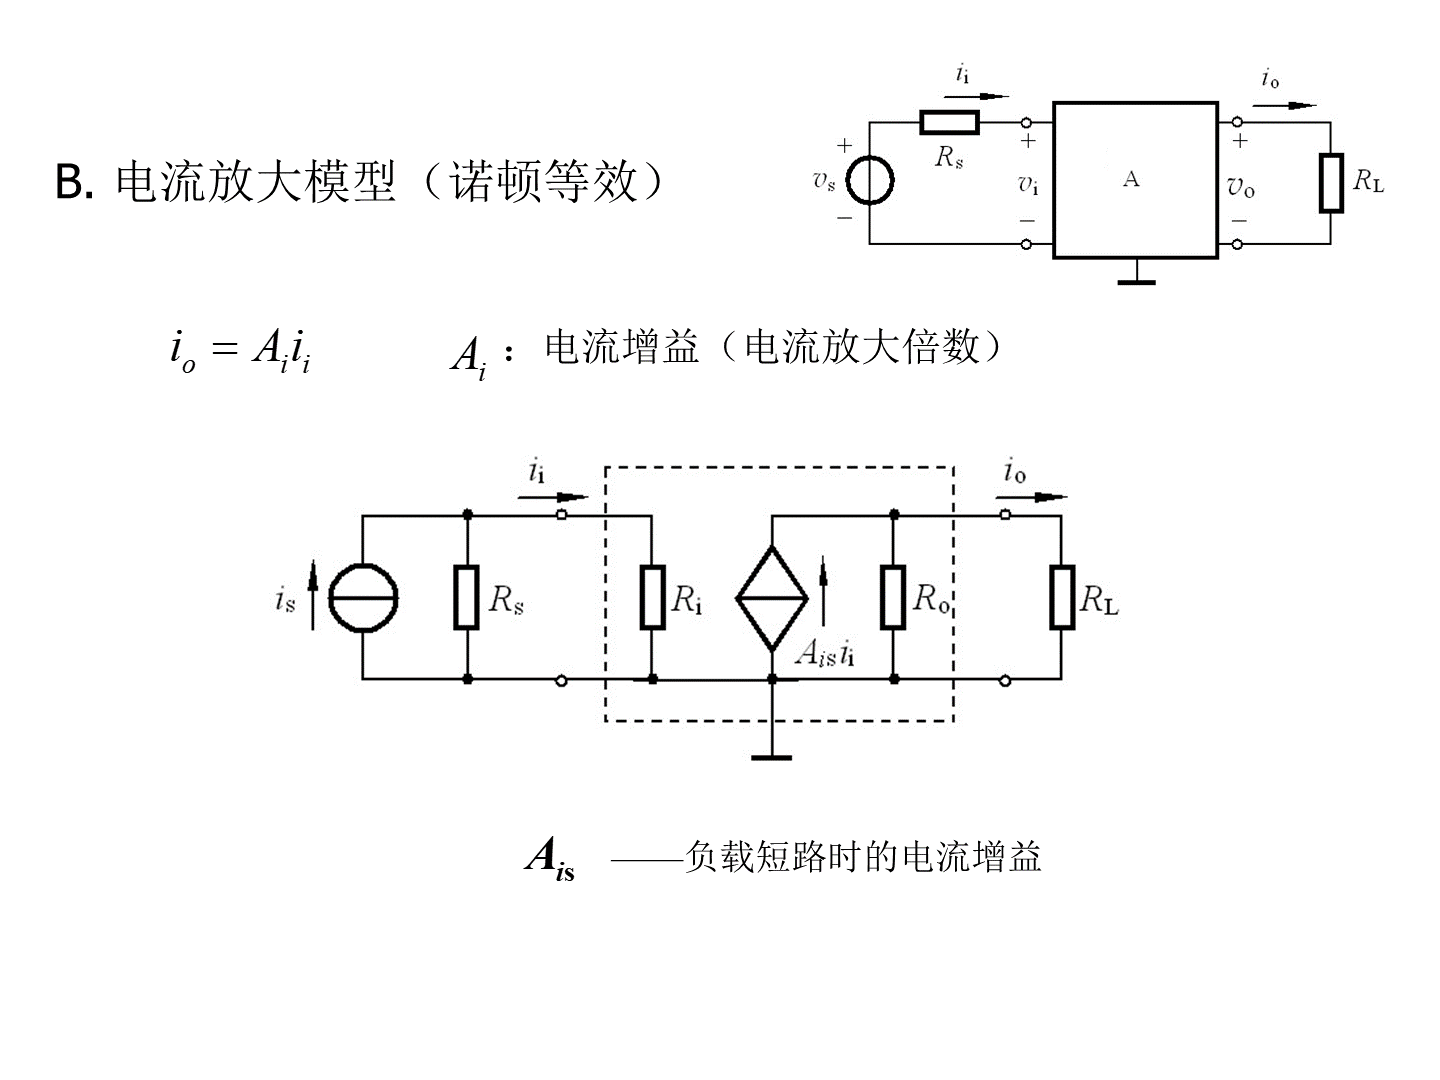 i_i
i_o
+
R_s
+
+
B. 电流放大模型（诺顿等效）
v_s
v_i
A
v_o
R_L
−
−
−
i_o = A_i i_i
A_i ：电流增益（电流放大倍数）
i_i
i_o
i_s
R_s
R_i
R_o
R_L
A_is i_i
A_is ——负载短路时的电流增益